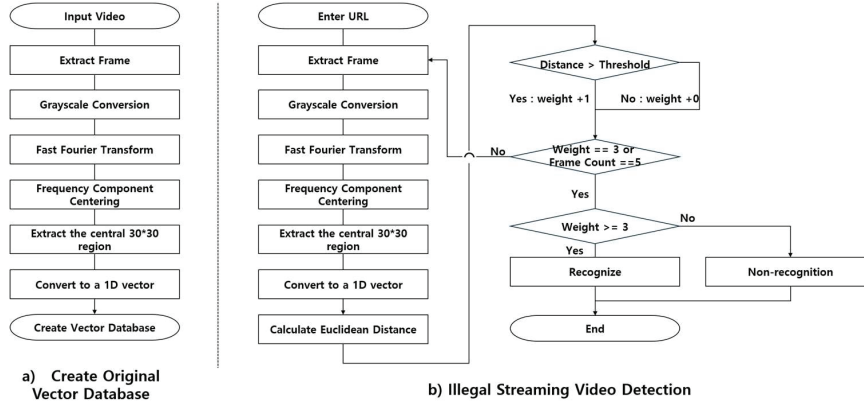 Input Video
Extract Frame
Grayscale Conversion
Fast Fourier Transform
Frequency Component
Centering
Extract the central 30*30
region
Convert to a 1D vector
Create Vector Database
a) Create Original
Vector Database
Enter URL
Extract Frame
Grayscale Conversion
Fast Fourier Transform
Frequency Component
Centering
Extract the central 30*30
region
Convert to a 1D vector
Calculate Euclidean Distance
Distance > Threshold
Yes : weight +1
No : weight +0
Weight == 3 or
Frame Count ==5
No
Yes
Weight >= 3
No
Yes
Recognize
Non-recognition
End
b) Illegal Streaming Video Detection